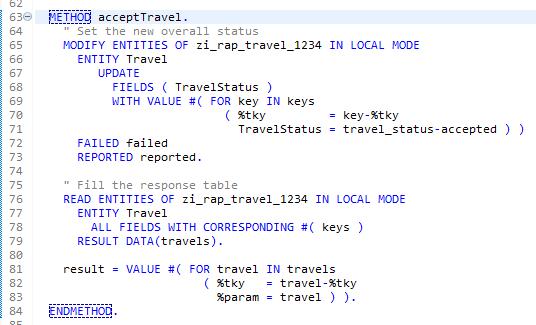 62
63 METHOD acceptTravel.
64 " Set the new overall status
65 MODIFY ENTITIES OF zi_rap_travel_1234 IN LOCAL MODE
66 ENTITY Travel
67 UPDATE
68 FIELDS ( TravelStatus )
69 WITH VALUE #( FOR key IN keys
70 ( %tky = key-%tky
71 TravelStatus = travel_status-accepted ) )
72 FAILED failed
73 REPORTED reported.
74
75 " Fill the response table
76 READ ENTITIES OF zi_rap_travel_1234 IN LOCAL MODE
77 ENTITY Travel
78 ALL FIELDS WITH CORRESPONDING #( keys )
79 RESULT DATA(travels).
80
81 result = VALUE #( FOR travel IN travels
82 ( %tky = travel-%tky
83 %param = travel ) ).
84 ENDMETHOD.
85